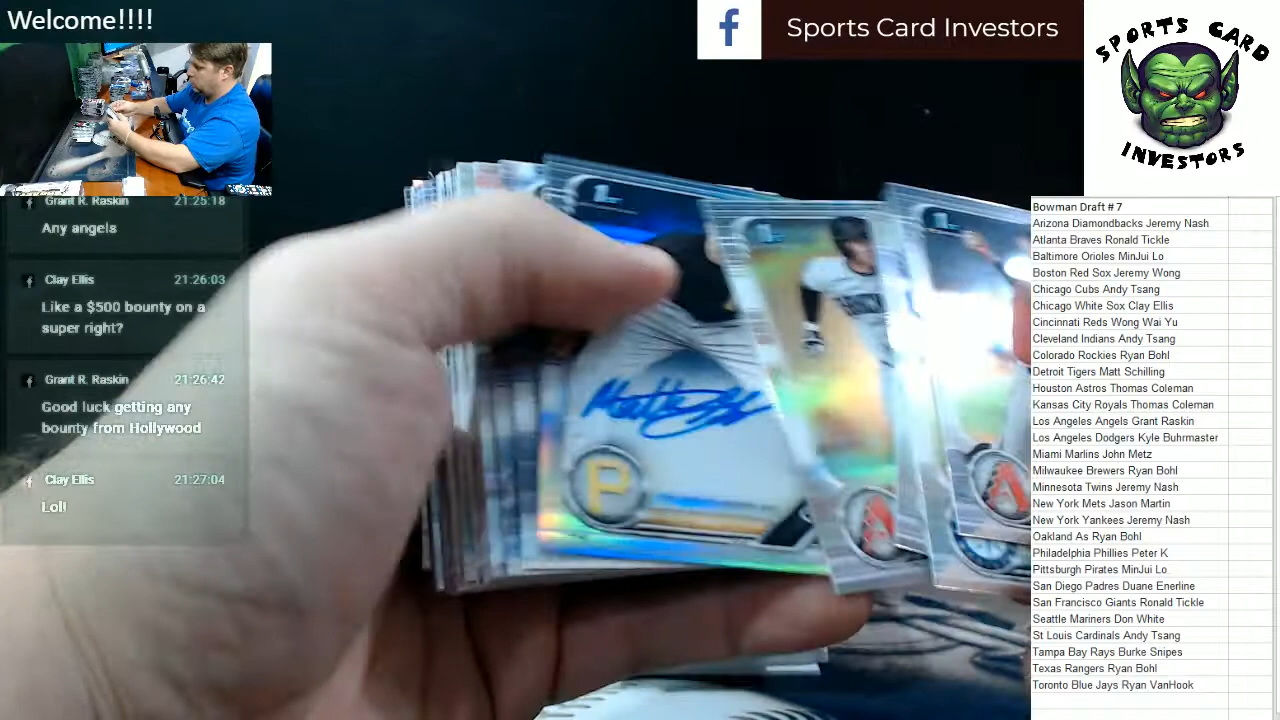 Welcome!!!!
f Sports Card Investors
SPORTS CARD
INVESTORS
Grant R. Raskin 21:25:18
Any angels
Clay Ellis 21:26:03
Like a $500 bounty on a
super right?
Grant R. Raskin 21:26:42
Good luck getting any
bounty from Hollywood
Clay Ellis 21:27:04
Lol!
1st
P
A
A
Bowman Draft # 7
Arizona Diamondbacks Jeremy Nash
Atlanta Braves Ronald Tickle
Baltimore Orioles MinJui Lo
Boston Red Sox Jeremy Wong
Chicago Cubs Andy Tsang
Chicago White Sox Clay Ellis
Cincinnati Reds Wong Wai Yu
Cleveland Indians Andy Tsang
Colorado Rockies Ryan Bohl
Detroit Tigers Matt Schilling
Houston Astros Thomas Coleman
Kansas City Royals Thomas Coleman
Los Angeles Angels Grant Raskin
Los Angeles Dodgers Kyle Buhrmaster
Miami Marlins John Metz
Milwaukee Brewers Ryan Bohl
Minnesota Twins Jeremy Nash
New York Mets Jason Martin
New York Yankees Jeremy Nash
Oakland As Ryan Bohl
Philadelphia Phillies Peter K
Pittsburgh Pirates MinJui Lo
San Diego Padres Duane Enerline
San Francisco Giants Ronald Tickle
Seattle Mariners Don White
St Louis Cardinals Andy Tsang
Tampa Bay Rays Burke Snipes
Texas Rangers Ryan Bohl
Toronto Blue Jays Ryan VanHook